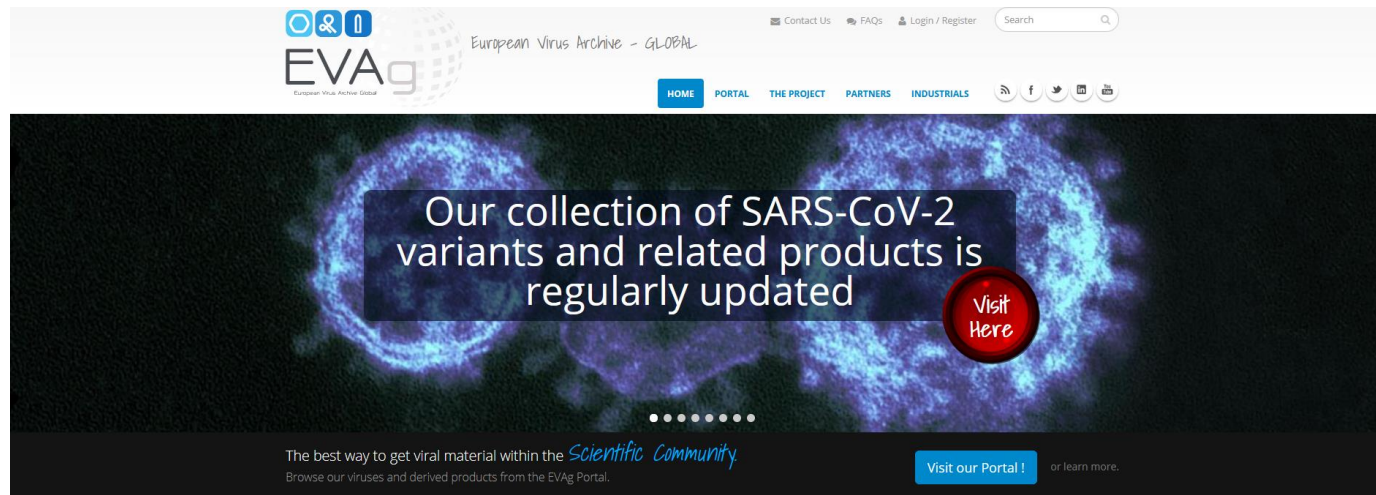 Contact Us FAQs Login / Register Search
EVAg
European Virus Archive Global
European Virus Archive - GLOBAL
HOME PORTAL THE PROJECT PARTNERS INDUSTRIALS
Our collection of SARS-CoV-2
variants and related products is
regularly updated
Visit
Here
The best way to get viral material within the Scientific Community.
Browse our viruses and derived products from the EVAg Portal.
Visit our Portal ! or learn more.